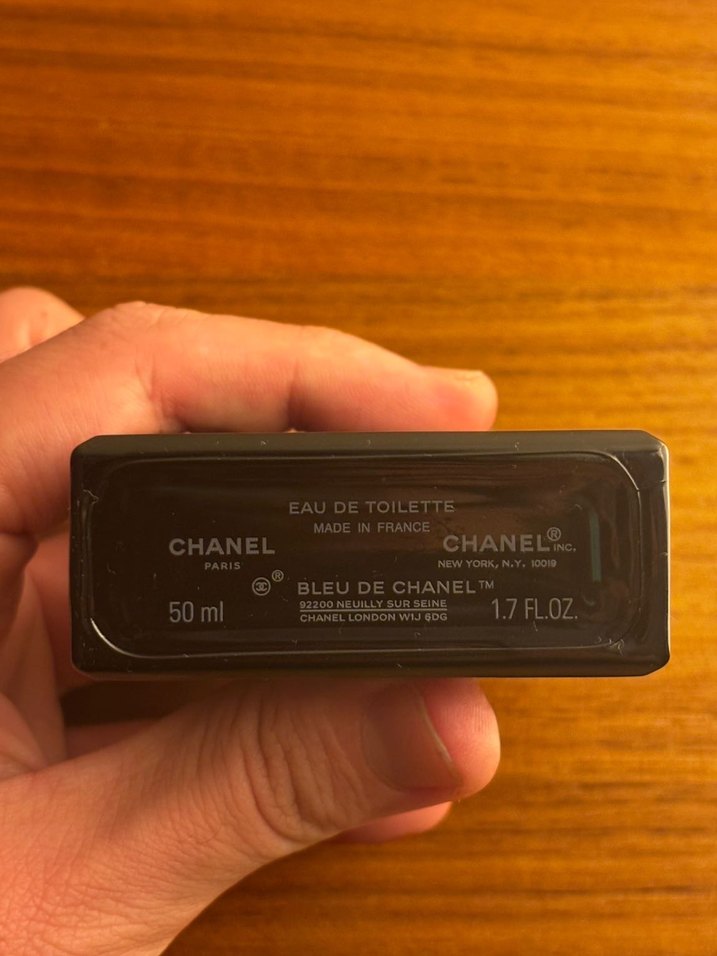 EAU DE TOILETTE
MADE IN FRANCE
CHANEL
PARIS
CHANEL® INC.
NEW YORK, N.Y. 10019
®
BLEU DE CHANEL™
92200 NEUILLY SUR SEINE
CHANEL LONDON W1J 6DG
50 ml
1.7 FL.OZ.